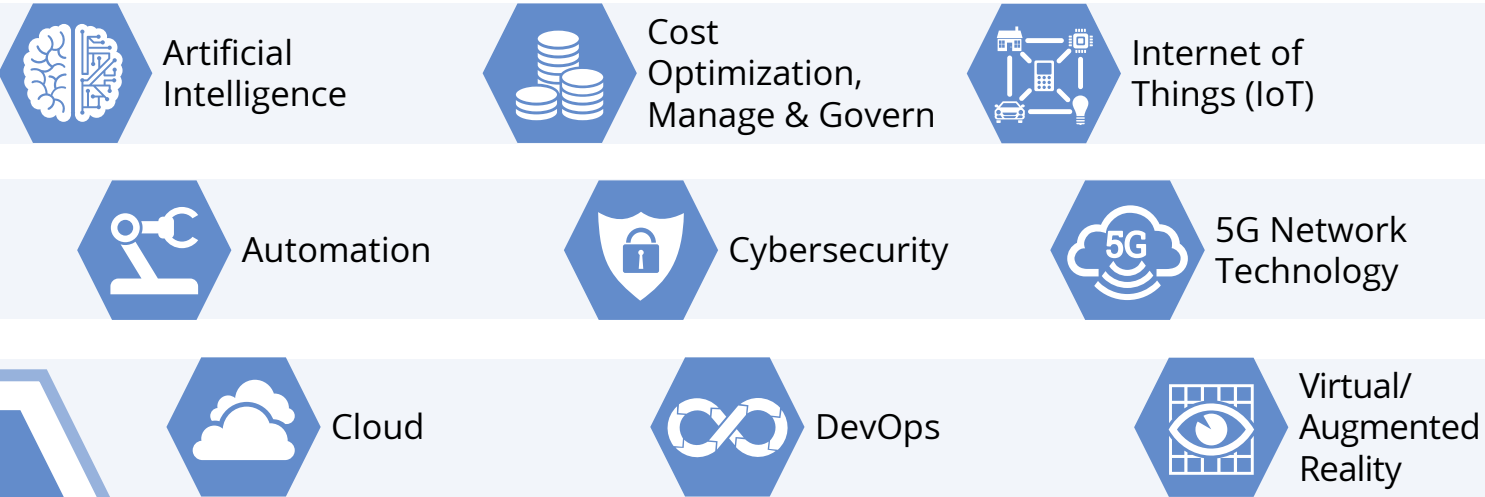 Artificial
Intelligence
Cost
Optimization,
Manage & Govern
Internet of
Things (IoT)
Automation
Cybersecurity
5G
5G Network
Technology
Cloud
DevOps
Virtual/
Augmented
Reality